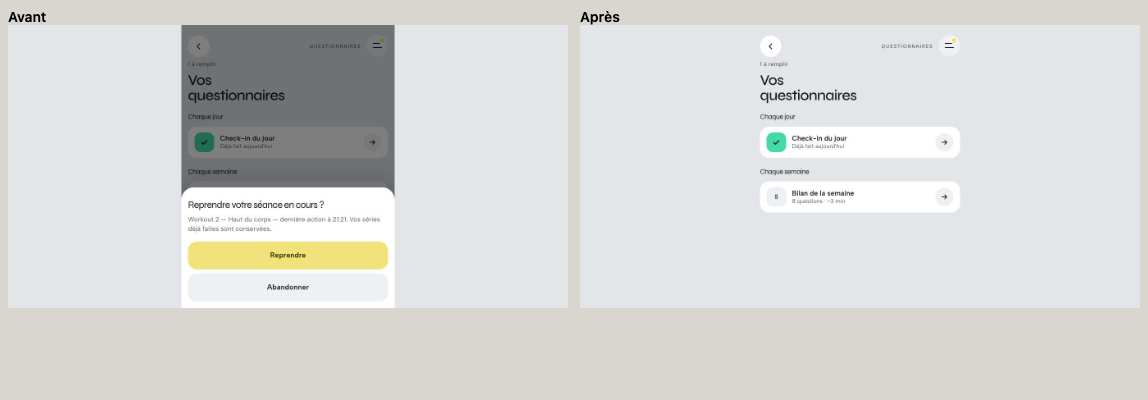 Avant
QUESTIONNAIRES
1 à remplir
Vos
questionnaires
Chaque jour
Check-in du jour
Déjà fait aujourd'hui
Chaque semaine
Reprendre votre séance en cours ?
Workout 2 — Haut du corps — dernière action à 21:21. Vos séries
déjà faites sont conservées.
Reprendre
Abandonner
Après
QUESTIONNAIRES
1 à remplir
Vos
questionnaires
Chaque jour
Check-in du jour
Déjà fait aujourd'hui
Chaque semaine
8
Bilan de la semaine
8 questions · ~3 min